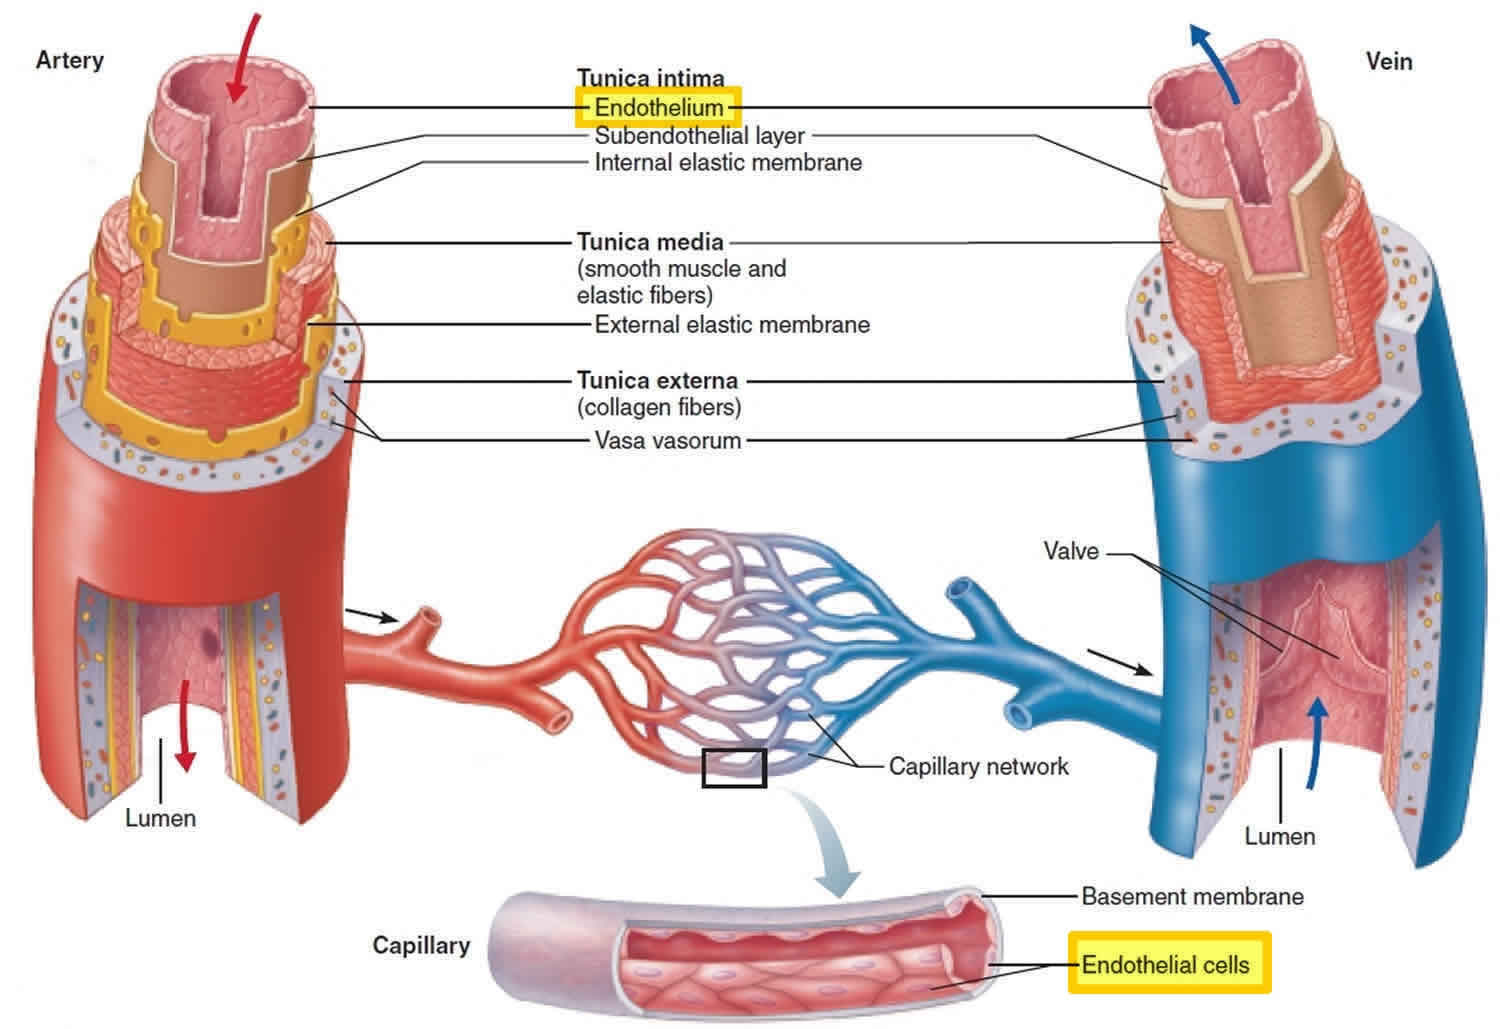 Artery
Vein
Tunica intima
Endothelium
Subendothelial layer
Internal elastic membrane
Tunica media
(smooth muscle and
elastic fibers)
External elastic membrane
Tunica externa
(collagen fibers)
Vasa vasorum
Valve
Capillary network
Lumen
Lumen
Basement membrane
Capillary
Endothelial cells